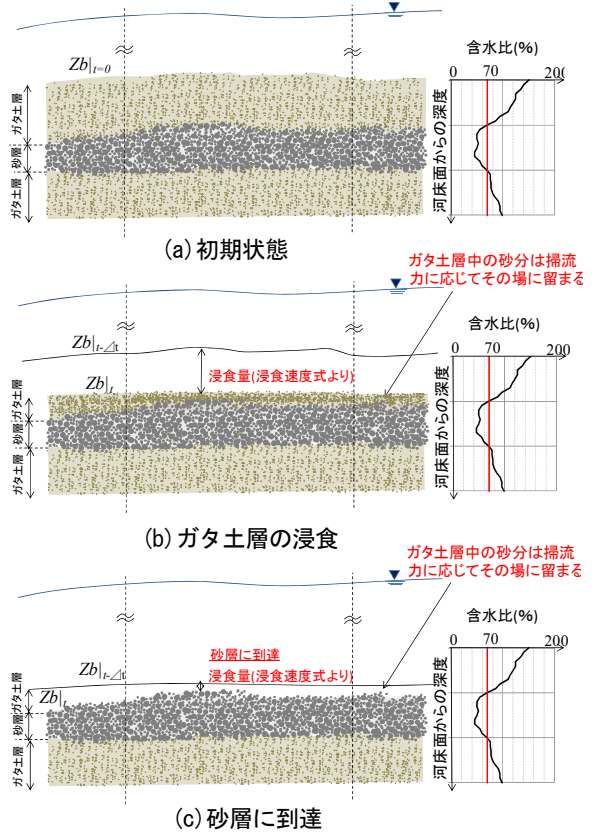 Zb|t=0
ガタ土層
砂層
ガタ土層
含水比(%)
0 70 200
河床面からの深度
(a) 初期状態
ガタ土層中の砂分は掃流
力に応じてその場に留まる
Zb|t-△t
Zb|t
浸食量(浸食速度式より)
ガタ土層
砂層
ガタ土層
含水比(%)
0 70 200
河床面からの深度
(b) ガタ土層の浸食
ガタ土層中の砂分は掃流
力に応じてその場に留まる
砂層に到達
浸食量(浸食速度式より)
Zb|t-△t
Zb|t
ガタ土層
砂層
ガタ土層
含水比(%)
0 70 200
河床面からの深度
(c) 砂層に到達